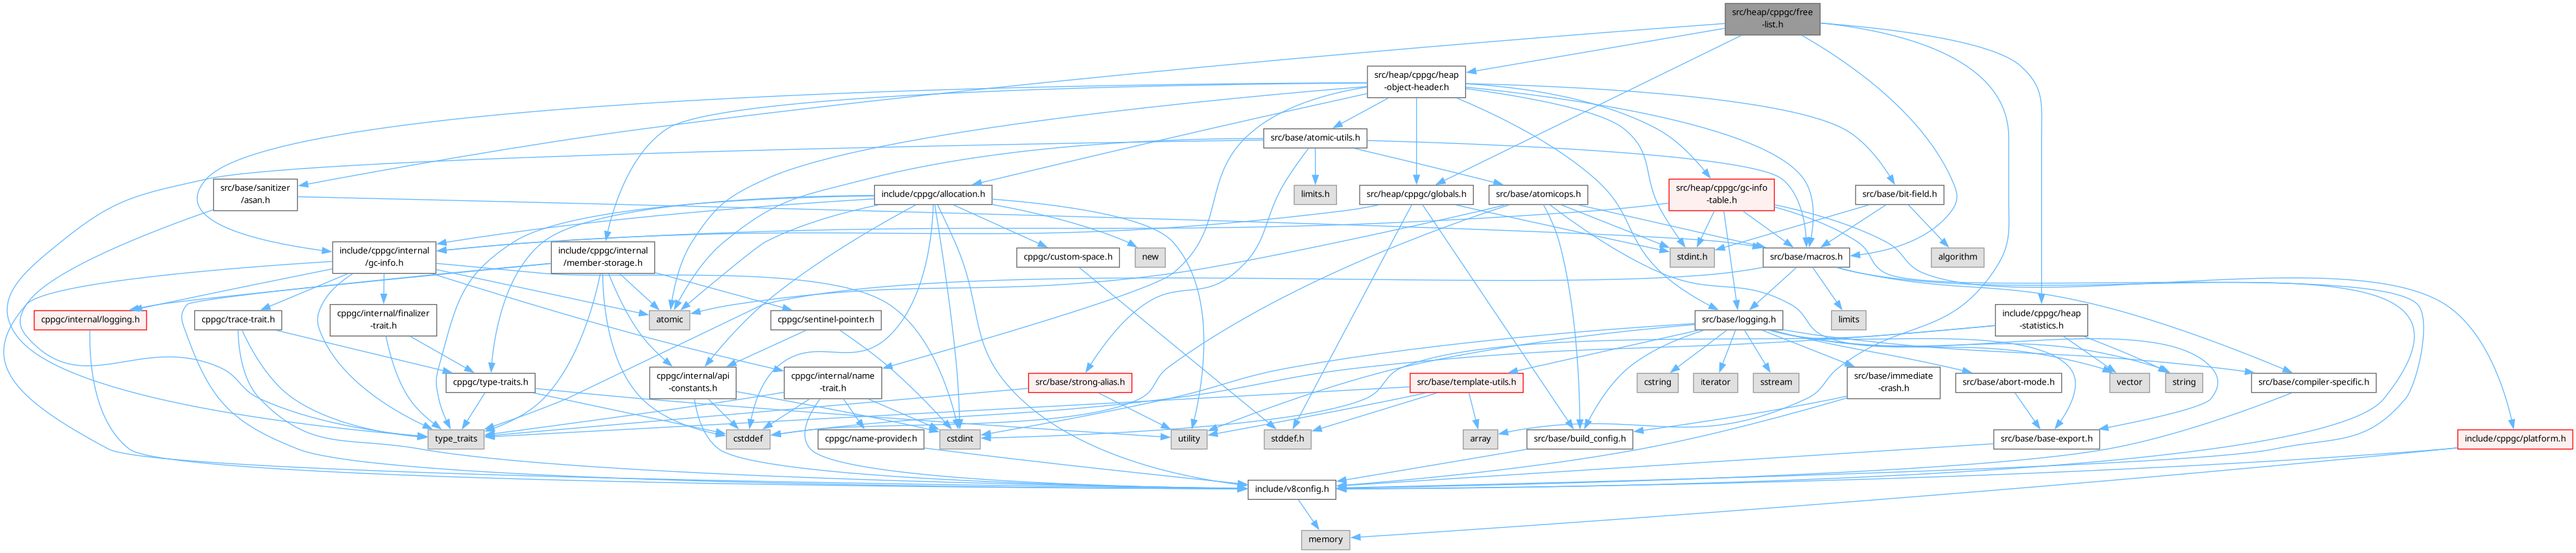 src/heap/cppgc/free
-list.h
src/heap/cppgc/heap
-object-header.h
src/base/atomic-utils.h
src/base/sanitizer
/asan.h
include/cppgc/allocation.h
limits.h
src/heap/cppgc/globals.h
src/base/atomicops.h
src/heap/cppgc/gc-info
-table.h
src/base/bit-field.h
include/cppgc/internal
/gc-info.h
include/cppgc/internal
/member-storage.h
cppgc/custom-space.h
new
stdint.h
src/base/macros.h
algorithm
cppgc/internal/logging.h
cppgc/trace-trait.h
cppgc/internal/finalizer
-trait.h
atomic
cppgc/sentinel-pointer.h
src/base/logging.h
limits
include/cppgc/heap
-statistics.h
cppgc/type-traits.h
cppgc/internal/api
-constants.h
cppgc/internal/name
-trait.h
src/base/strong-alias.h
src/base/template-utils.h
cstring
iterator
sstream
src/base/immediate
-crash.h
src/base/abort-mode.h
vector
string
src/base/compiler-specific.h
type_traits
cstddef
cppgc/name-provider.h
cstdint
utility
stddef.h
array
src/base/build_config.h
src/base/base-export.h
include/cppgc/platform.h
include/v8config.h
memory